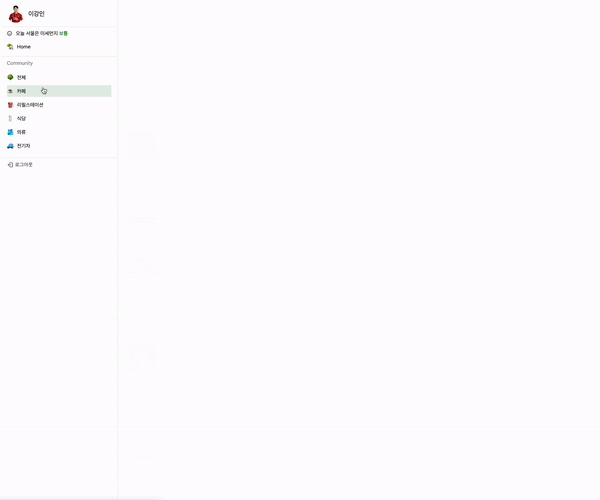 이강인
오늘 서울은 미세먼지 보통
Home
Community
전체
카페
리필스테이션
식당
의류
전기차
로그아웃